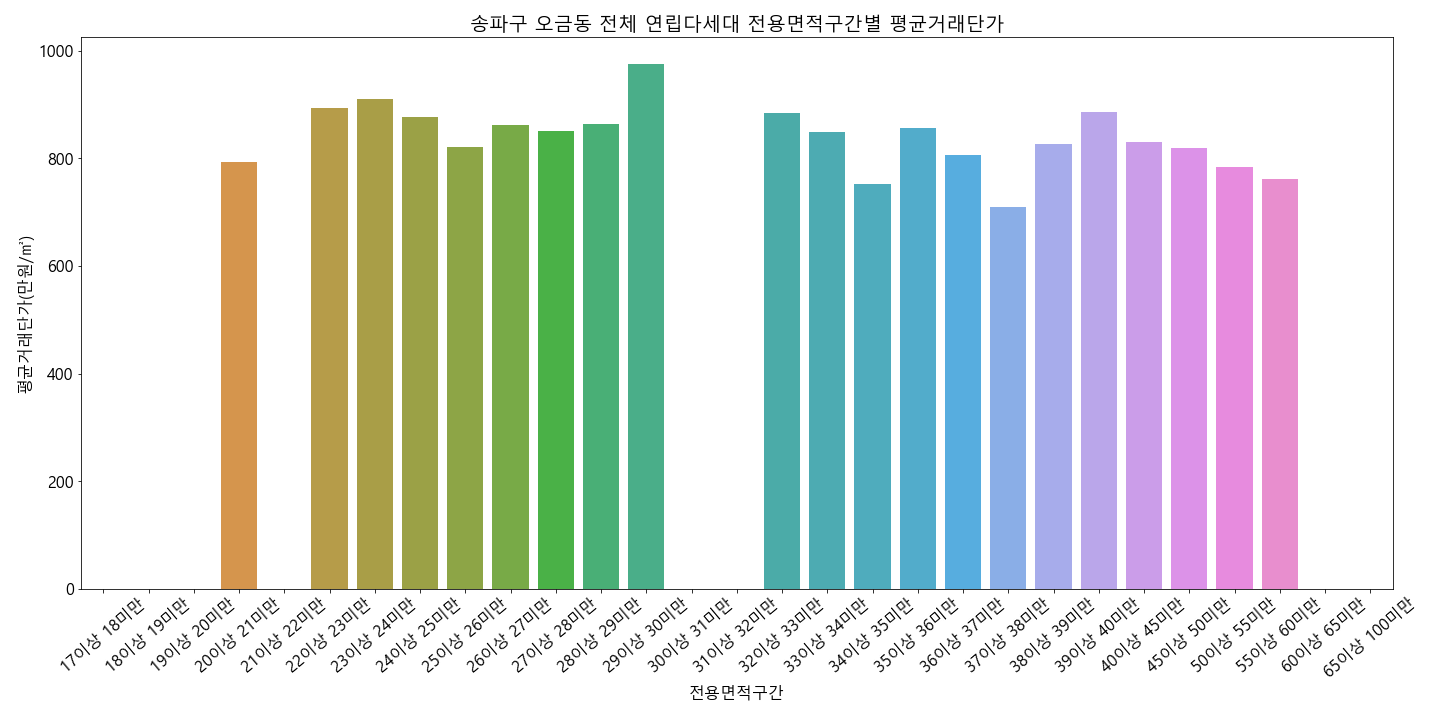 송파구 오금동 전체 연립다세대 전용면적구간별 평균거래단가
1000
800
600
400
200
0
평균거래단가(만원/㎡)
17이상 18미만
18이상 19미만
19이상 20미만
20이상 21미만
21이상 22미만
22이상 23미만
23이상 24미만
24이상 25미만
25이상 26미만
26이상 27미만
27이상 28미만
28이상 29미만
29이상 30미만
30이상 31미만
31이상 32미만
32이상 33미만
33이상 34미만
34이상 35미만
35이상 36미만
36이상 37미만
37이상 38미만
38이상 39미만
39이상 40미만
40이상 45미만
45이상 50미만
50이상 55미만
55이상 60미만
60이상 65미만
65이상 100미만
전용면적구간